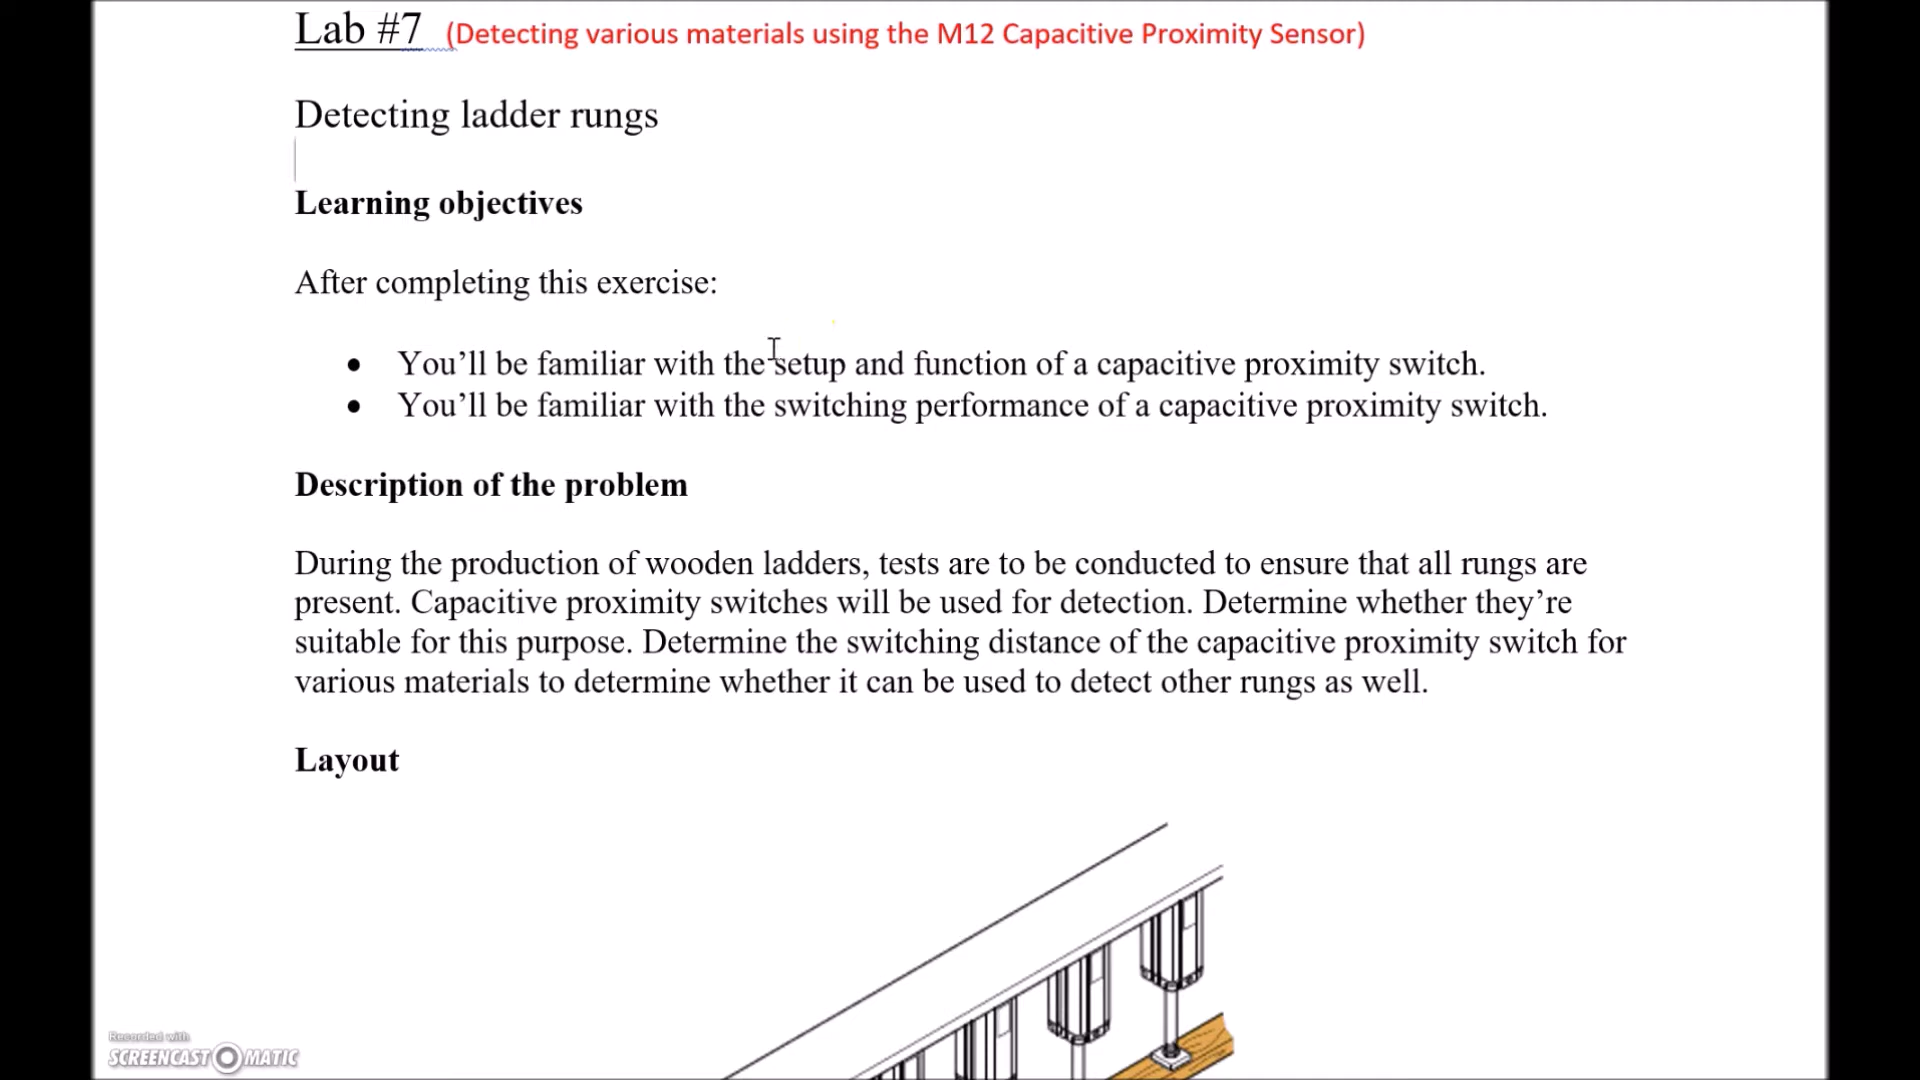 Lab #7 (Detecting various materials using the M12 Capacitive Proximity Sensor)
Detecting ladder rungs
Learning objectives
After completing this exercise:
• You’ll be familiar with the setup and function of a capacitive proximity switch.
• You’ll be familiar with the switching performance of a capacitive proximity switch.
Description of the problem
During the production of wooden ladders, tests are to be conducted to ensure that all rungs are
present. Capacitive proximity switches will be used for detection. Determine whether they’re
suitable for this purpose. Determine the switching distance of the capacitive proximity switch for
various materials to determine whether it can be used to detect other rungs as well.
Layout
Recorded with
SCREENCAST MATIC